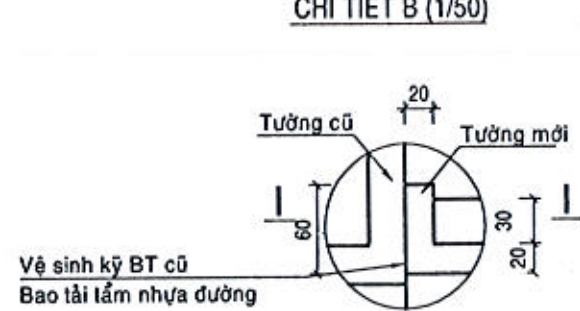 CHI TIẾT B (1/50)
20
Tường cũ
Tường mới
I
60
30
I
20
Vệ sinh kỹ BT cũ
Bao tải tẩm nhựa đường